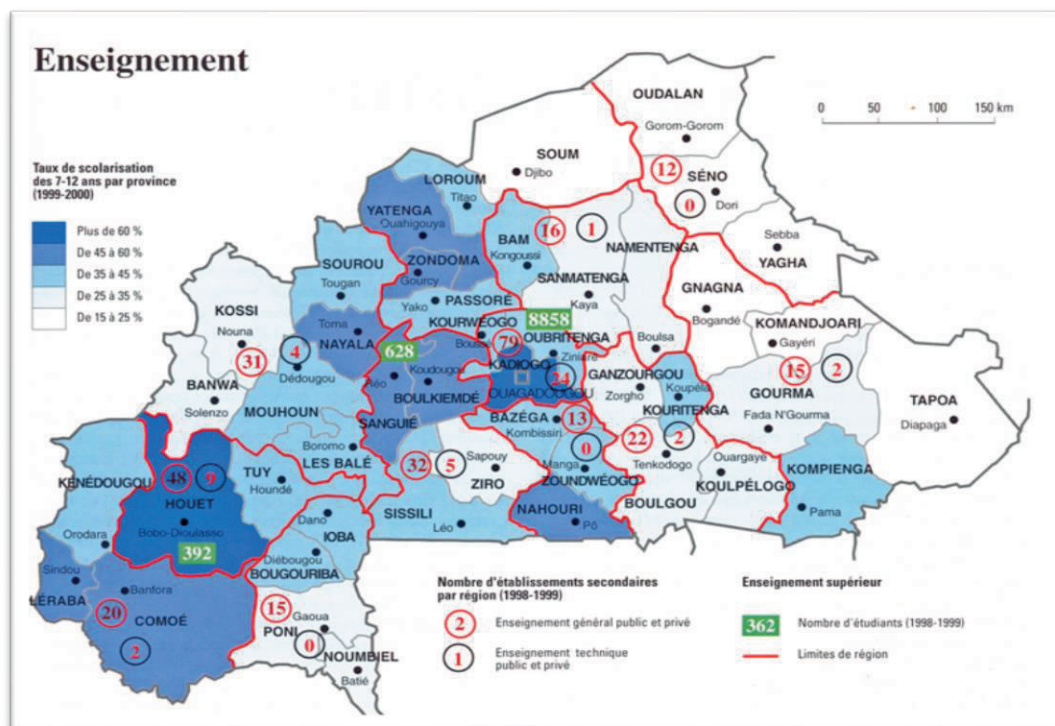 Enseignement
0 50 100 150 km
Taux de scolarisation
des 7-12 ans par province
(1999-2000)
Plus de 60 %
De 45 à 60 %
De 35 à 45 %
De 25 à 35 %
De 15 à 25 %
OUDALAN
Gorom-Gorom
SOUM
Djibo
12
SÉNO
0
Dori
LOROUM
Titao
YATENGA
Ouahigouya
BAM
16
1
Kongoussi
NAMENTENGA
Sebba
YAGHA
ZONDOMA
Gourcy
SOUROU
Tougan
SANMATENGA
Kaya
GNAGNA
Bogandé
PASSORÉ
Yako
KOSSI
Nouna
31
4
Toma
NAYALA
KOURWÉOGO
8858
79
OUBRITENGA
Boulsa
KOMANDJOARI
Gayéri
628
Ziniaré
Dédougou
Réo
Koudougou
KADIOGO
24
OUAGADOUGOU
GANZOURGOU
Zorgho
Koupéla
15
2
GOURMA
BANWA
Solenzo
BOULKIEMDÉ
KOURITENGA
Fada N'Gourma
TAPOA
Diapaga
MOUHOUN
SANGUIÉ
BAZÉGA
13
Kombissiri
22
2
Boromo
LES BALÉ
32
5
Sapouy
ZIRO
0
Manga
ZOUNDWÉOGO
Tenkodogo
Ouargaye
KOMPIENGA
KÉNÉDOUGOU
48
9
TUY
Houndé
HOUET
BOULGOU
KOULPÉLOGO
Bobo-Dioulasso
Dano
SISSILI
Léo
NAHOURI
Pô
Pama
392
IOBA
Orodara
Diébougou
BOUGOURIBA
Sindou
LÉRABA
Banfora
20
COMOÉ
2
15
Gaoua
PONI
0
NOUMBIEL
Batié
Nombre d'établissements secondaires
par région (1998-1999)
2 Enseignement général public et privé
1 Enseignement technique
public et privé
Enseignement supérieur
362 Nombre d'étudiants (1998-1999)
Limites de région